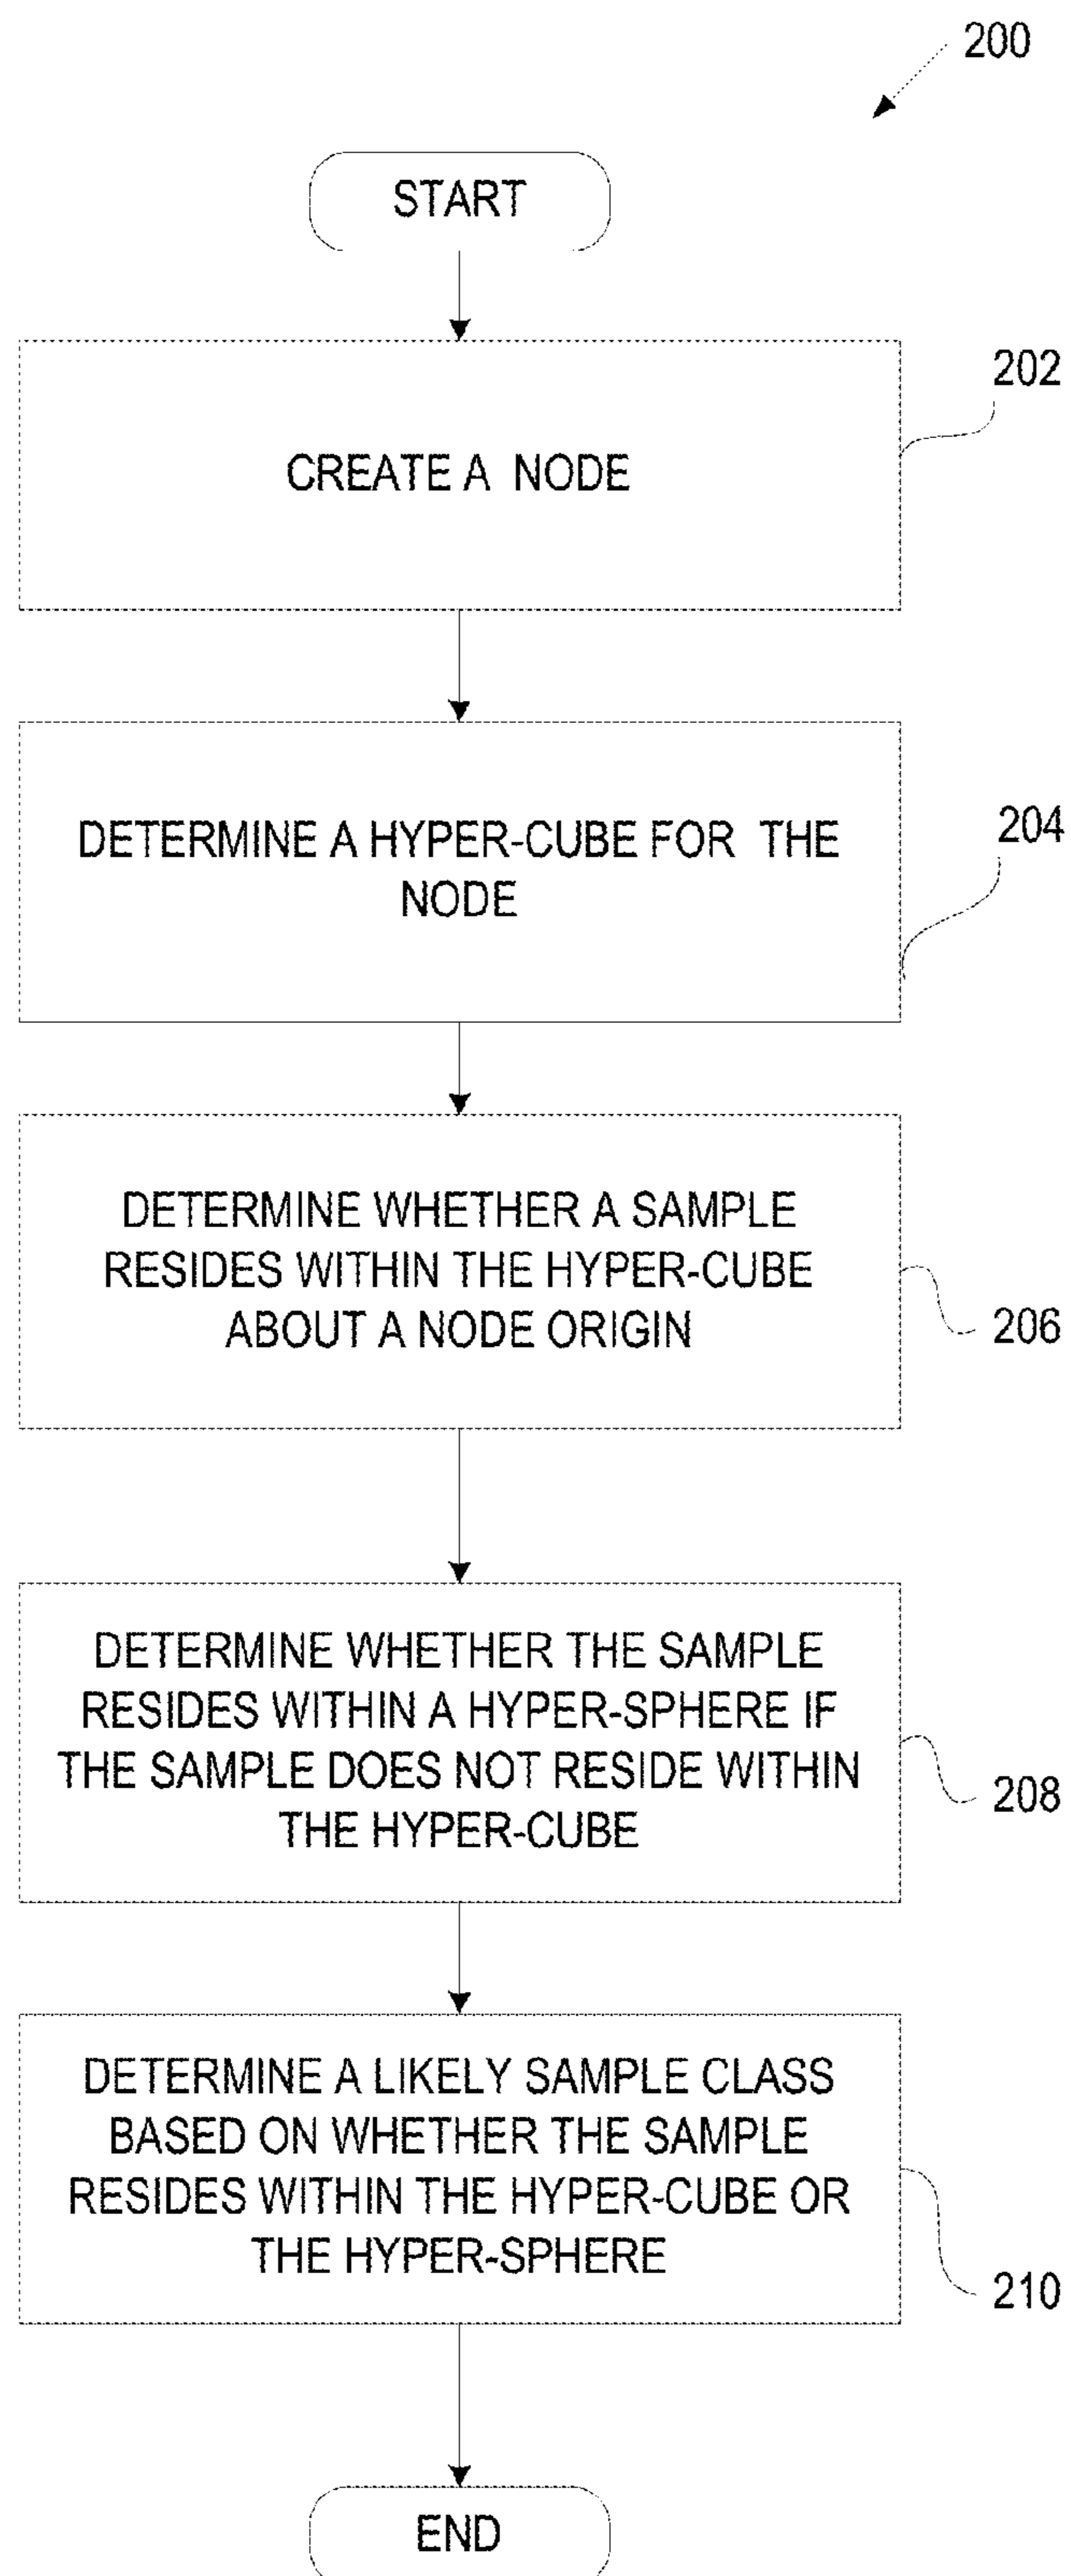 200
START
202
CREATE A NODE
204
DETERMINE A HYPER-CUBE FOR THE
NODE
DETERMINE WHETHER A SAMPLE
RESIDES WITHIN THE HYPER-CUBE
ABOUT A NODE ORIGIN
206
DETERMINE WHETHER THE SAMPLE
RESIDES WITHIN A HYPER-SPHERE IF
THE SAMPLE DOES NOT RESIDE WITHIN
THE HYPER-CUBE
208
DETERMINE A LIKELY SAMPLE CLASS
BASED ON WHETHER THE SAMPLE
RESIDES WITHIN THE HYPER-CUBE OR
THE HYPER-SPHERE
210
END